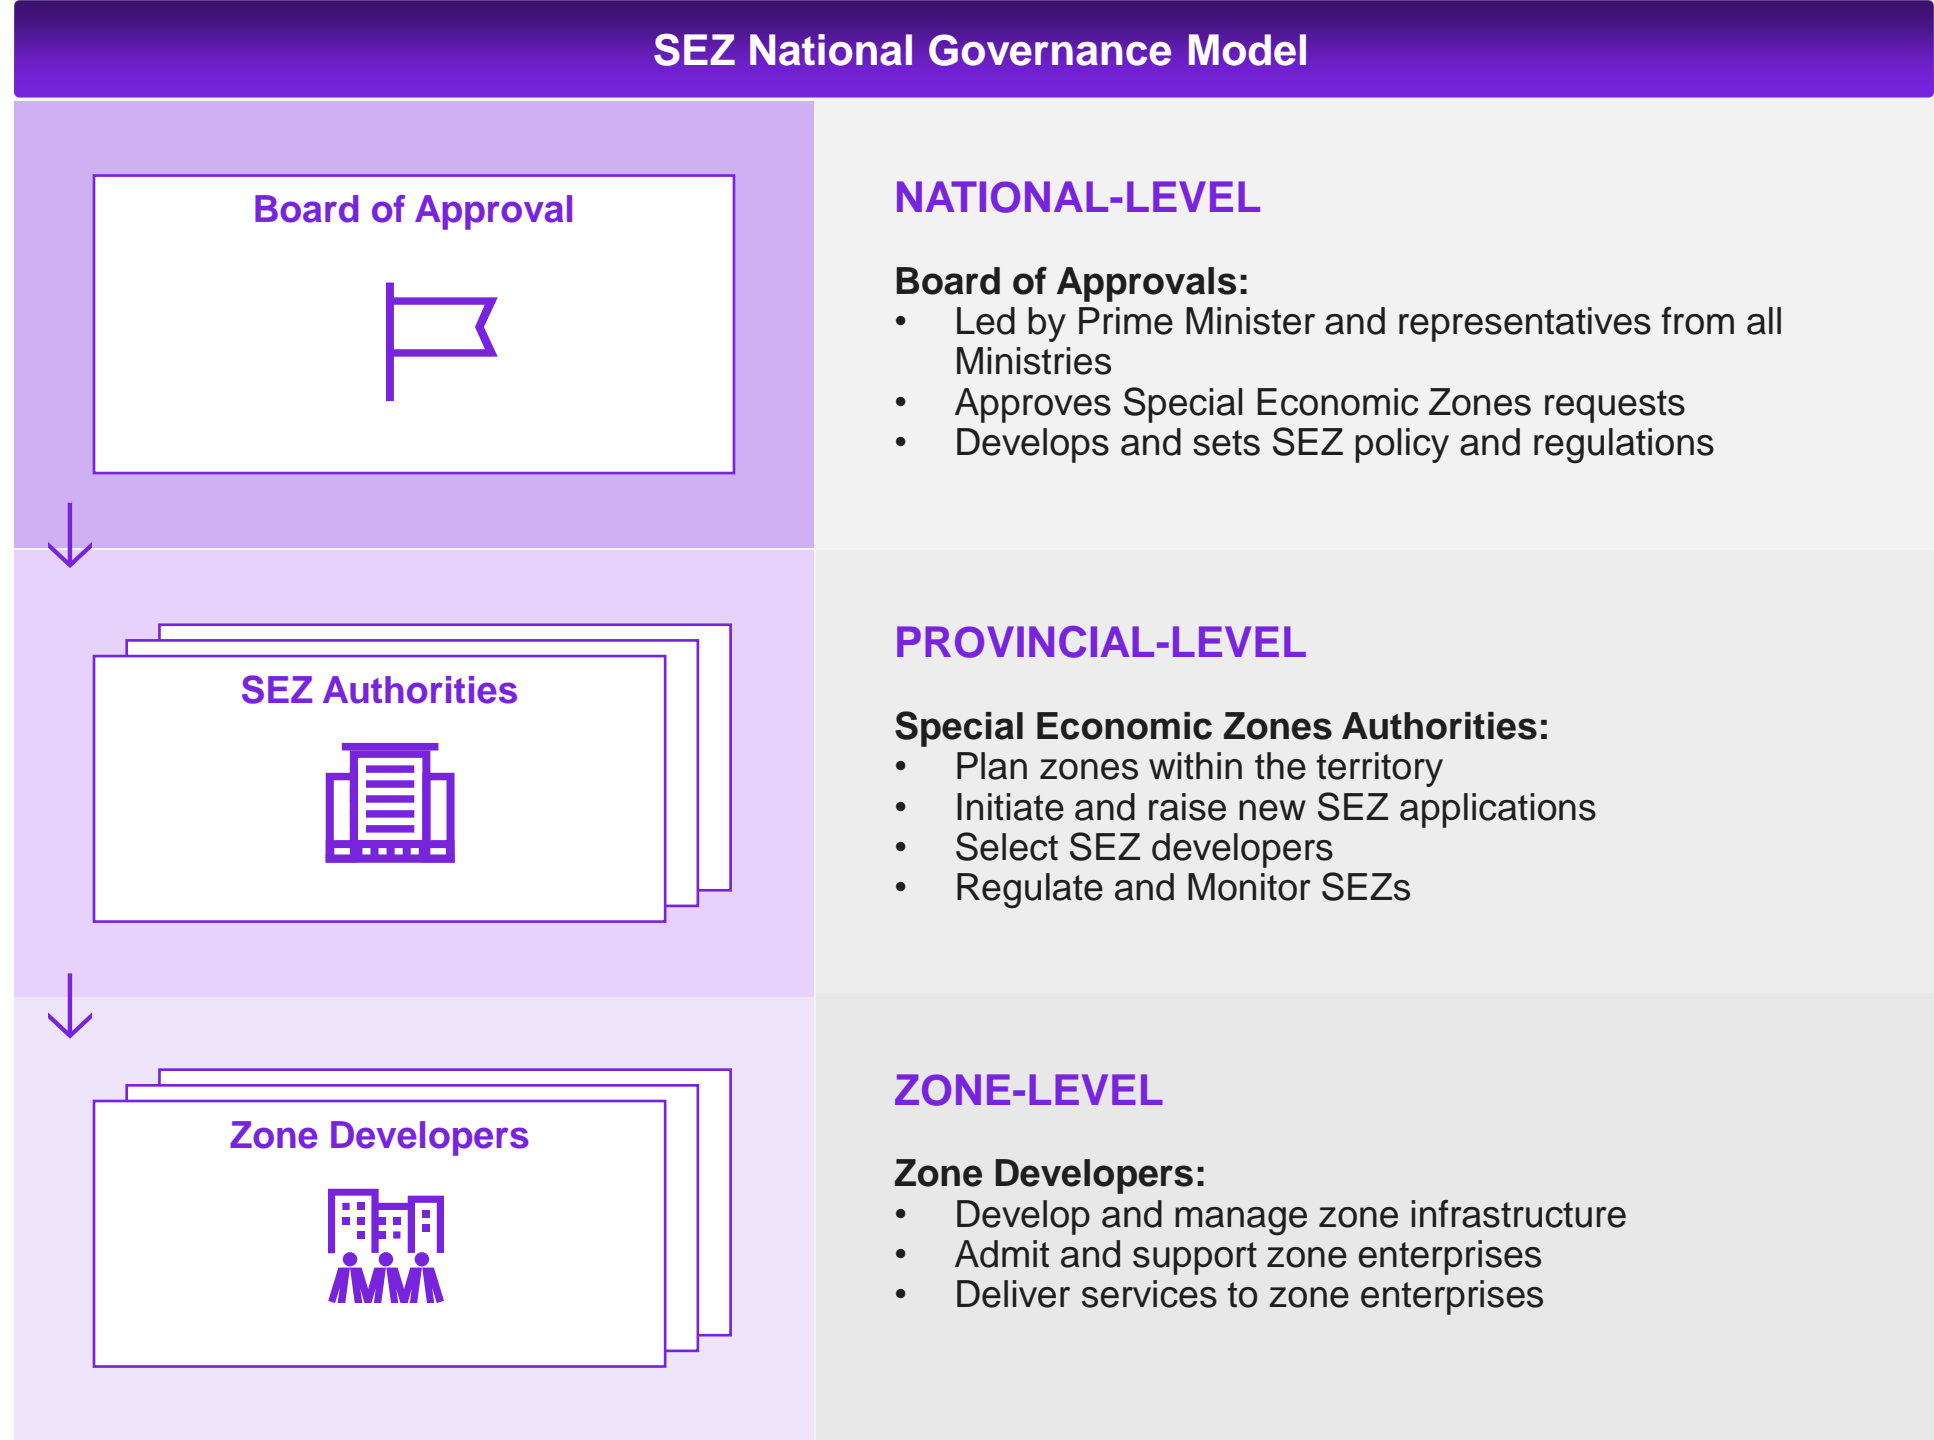 SEZ National Governance Model
Board of Approval
NATIONAL-LEVEL
Board of Approvals:
• Led by Prime Minister and representatives from all
Ministries
• Approves Special Economic Zones requests
• Develops and sets SEZ policy and regulations
SEZ Authorities
PROVINCIAL-LEVEL
Special Economic Zones Authorities:
• Plan zones within the territory
• Initiate and raise new SEZ applications
• Select SEZ developers
• Regulate and Monitor SEZs
Zone Developers
ZONE-LEVEL
Zone Developers:
• Develop and manage zone infrastructure
• Admit and support zone enterprises
• Deliver services to zone enterprises